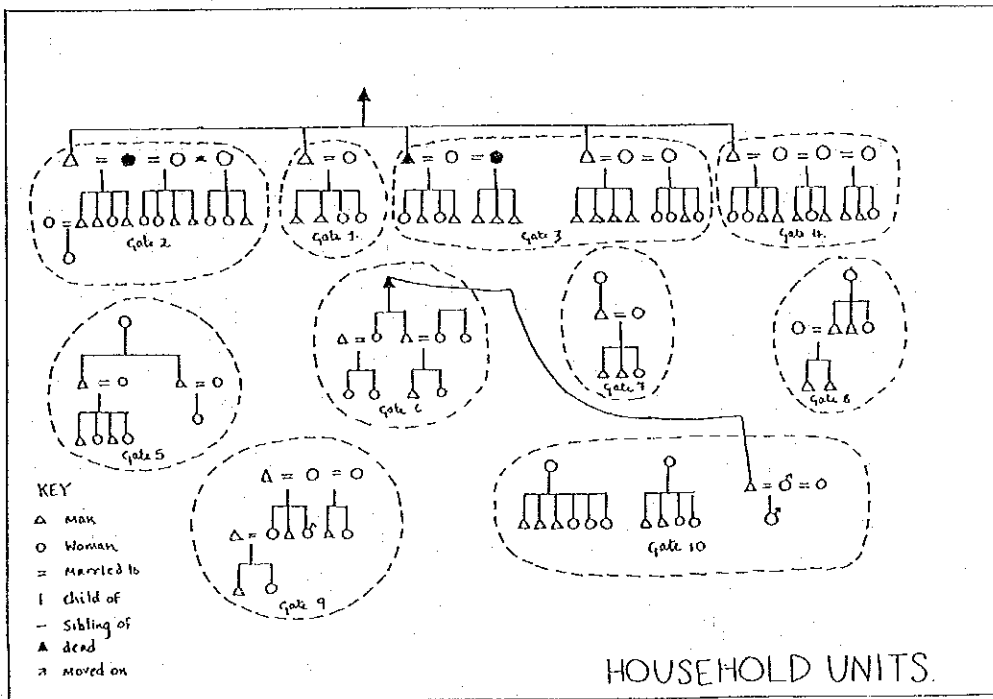 Gate 2
Gate 1.
Gate 3
Gate 4.
Gate 5
Gate 6
Gate 7
Gate 8
Gate 9
Gate 10
KEY
Man
Woman
= Married to
| Child of
– Sibling of
dead
Moved on
HOUSEHOLD UNITS.